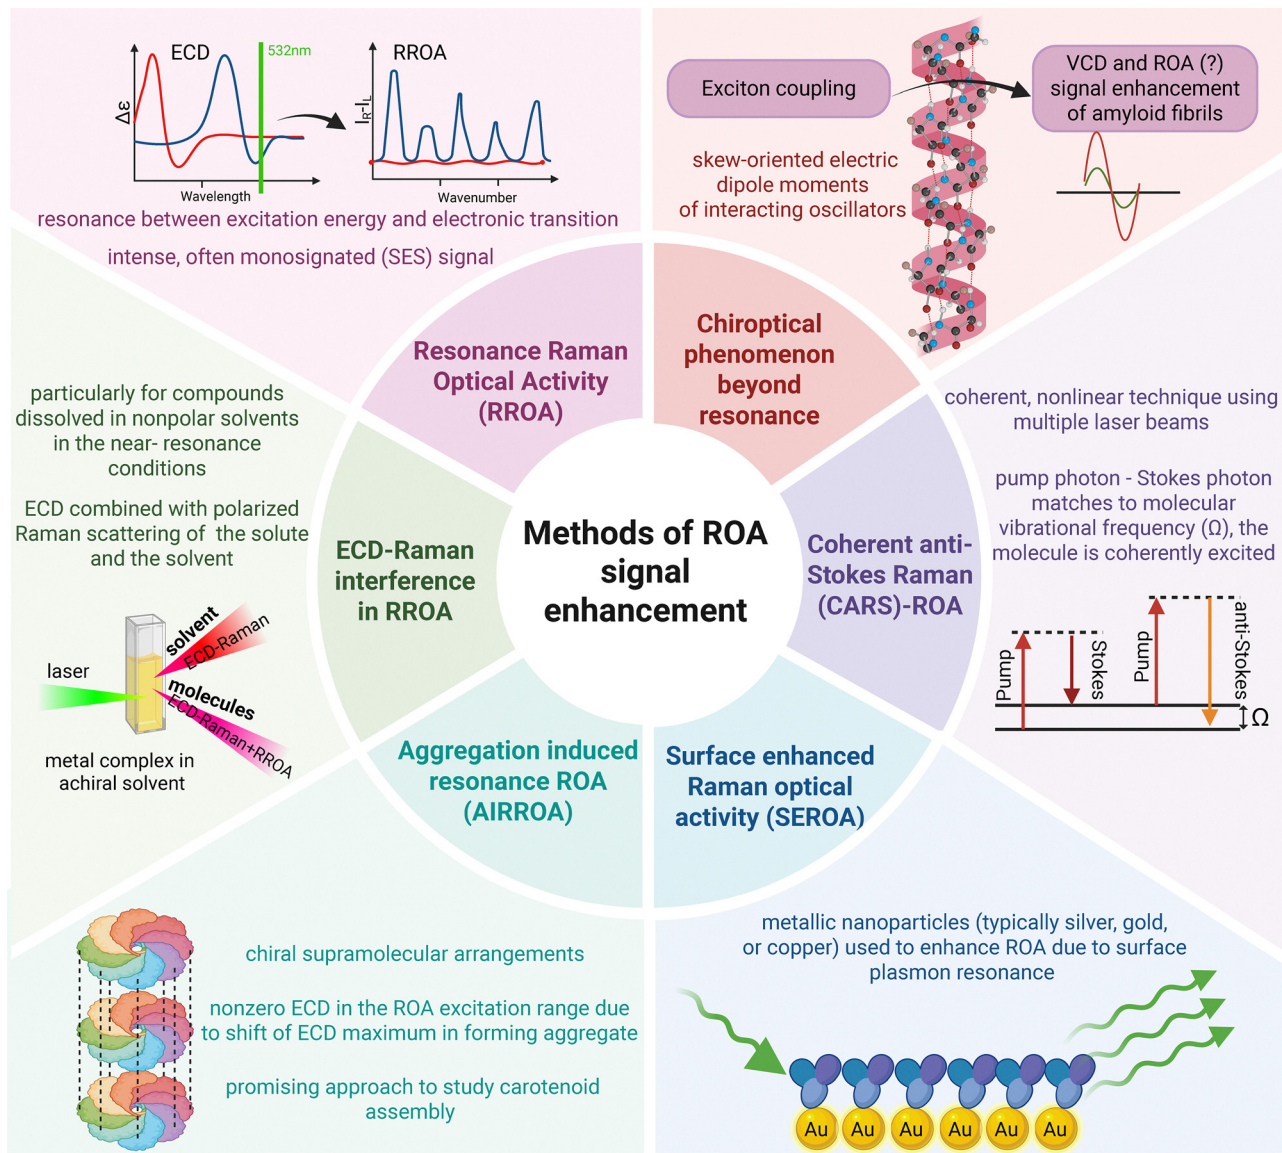 ECD
532nm
RROA
Δε
I_R-I_L
Wavelength
Wavenumber
resonance between excitation energy and electronic transition
intense, often monosignated (SES) signal
Exciton coupling
VCD and ROA (?)
signal enhancement
of amyloid fibrils
skew-oriented electric
dipole moments
of interacting oscillators
Resonance Raman
Optical Activity
(RROA)
Chiroptical
phenomenon
beyond
resonance
particularly for compounds
dissolved in nonpolar solvents
in the near- resonance
conditions
ECD combined with polarized
Raman scattering of the solute
and the solvent
ECD-Raman
interference
in RROA
Methods of ROA
signal
enhancement
Coherent anti-
Stokes Raman
(CARS)-ROA
coherent, nonlinear technique using
multiple laser beams
pump photon - Stokes photon
matches to molecular
vibrational frequency (Ω), the
molecule is coherently excited
laser
solvent
ECD-Raman
molecules
ECD-Raman+RROA
metal complex in
achiral solvent
Pump
Stokes
Pump
anti-Stokes
Ω
Aggregation induced
resonance ROA
(AIRROA)
Surface enhanced
Raman optical
activity (SEROA)
chiral supramolecular arrangements
nonzero ECD in the ROA excitation range due
to shift of ECD maximum in forming aggregate
promising approach to study carotenoid
assembly
metallic nanoparticles (typically silver, gold,
or copper) used to enhance ROA due to surface
plasmon resonance
Au Au Au Au Au Au